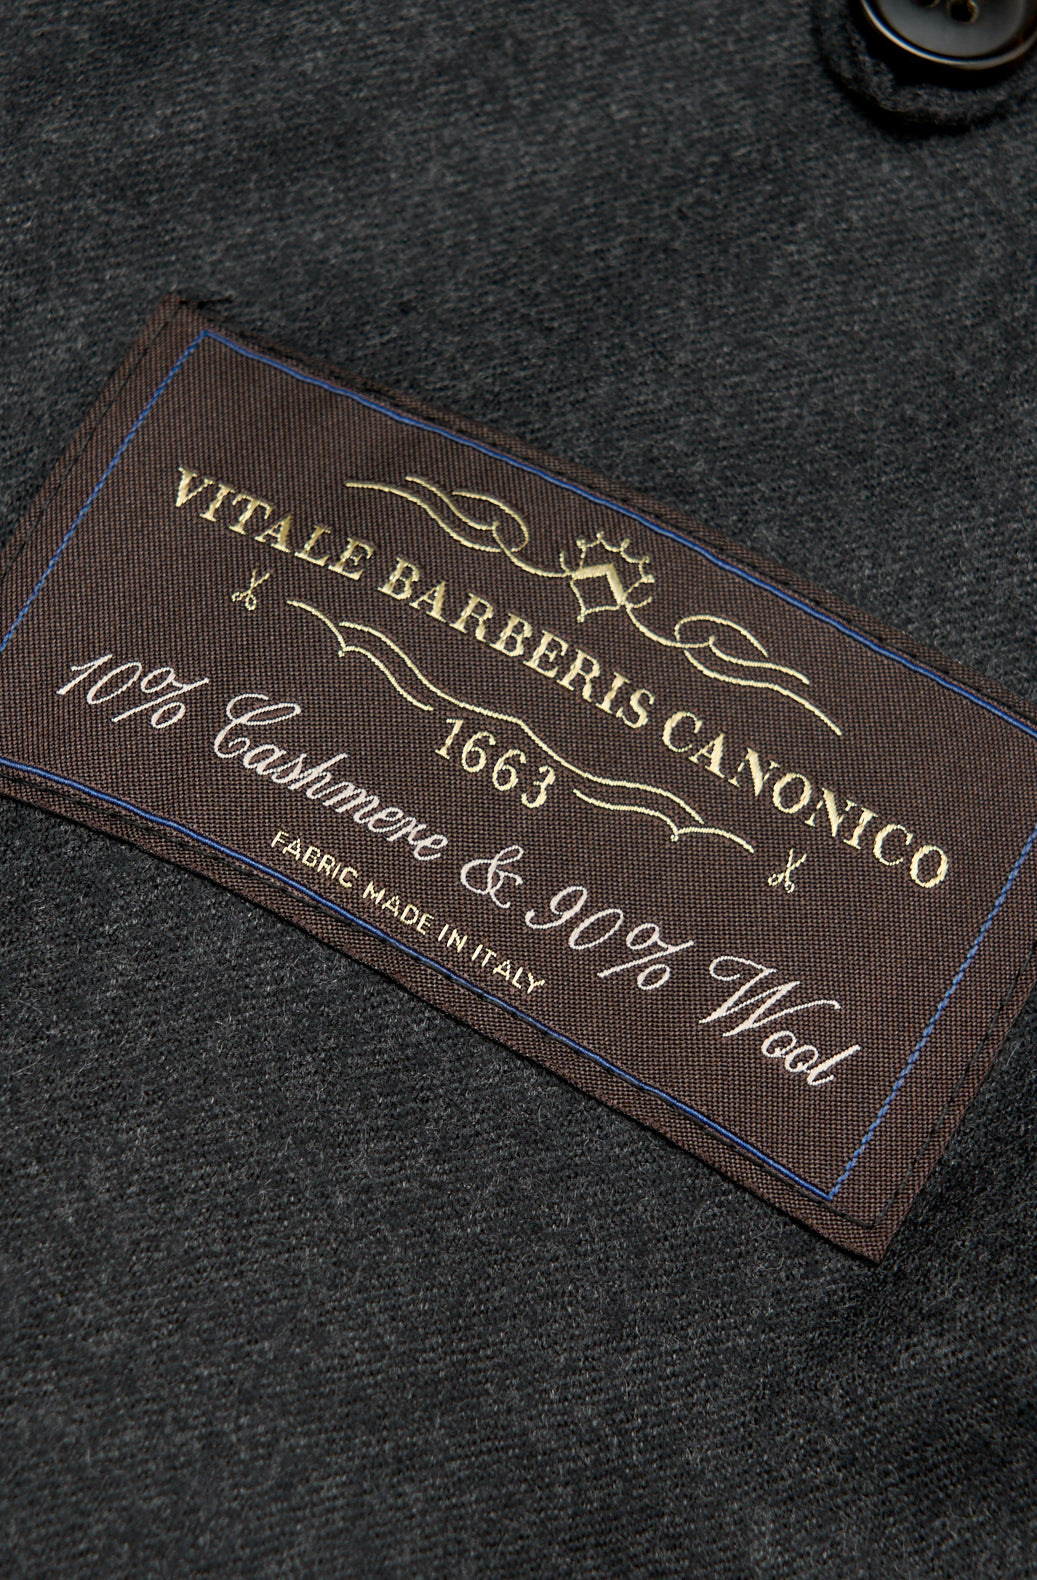 VITALE BARBERIS CANONICO
1663
10% Cashmere & 90% Wool
FABRIC MADE IN ITALY